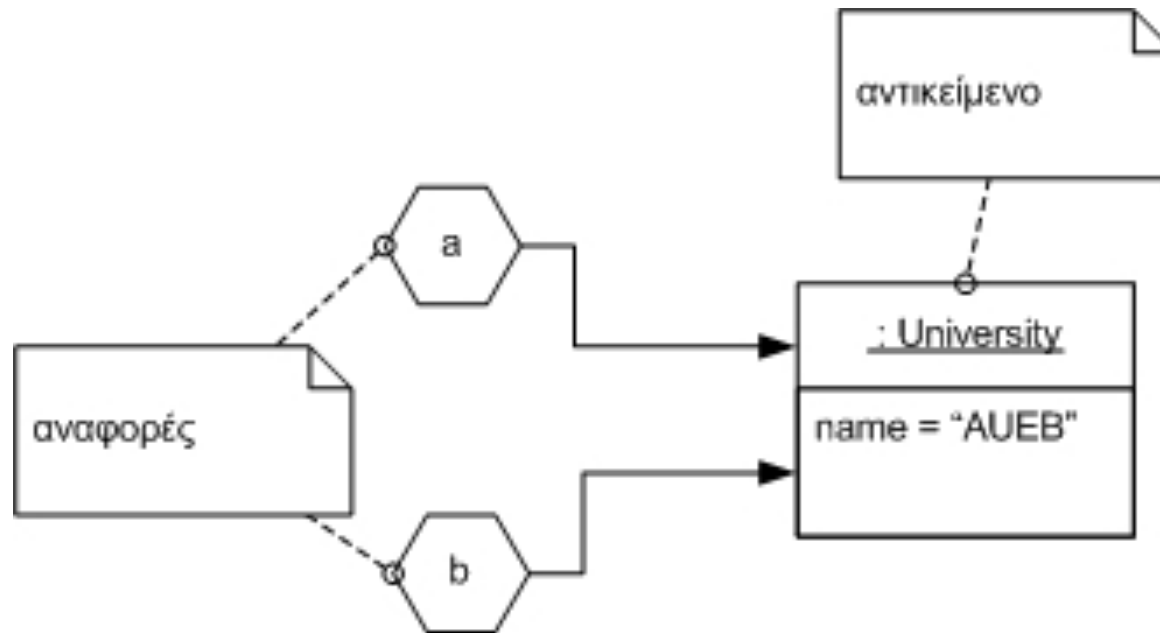 αντικείμενο
a
: University
αναφορές
name = “AUEB”
b